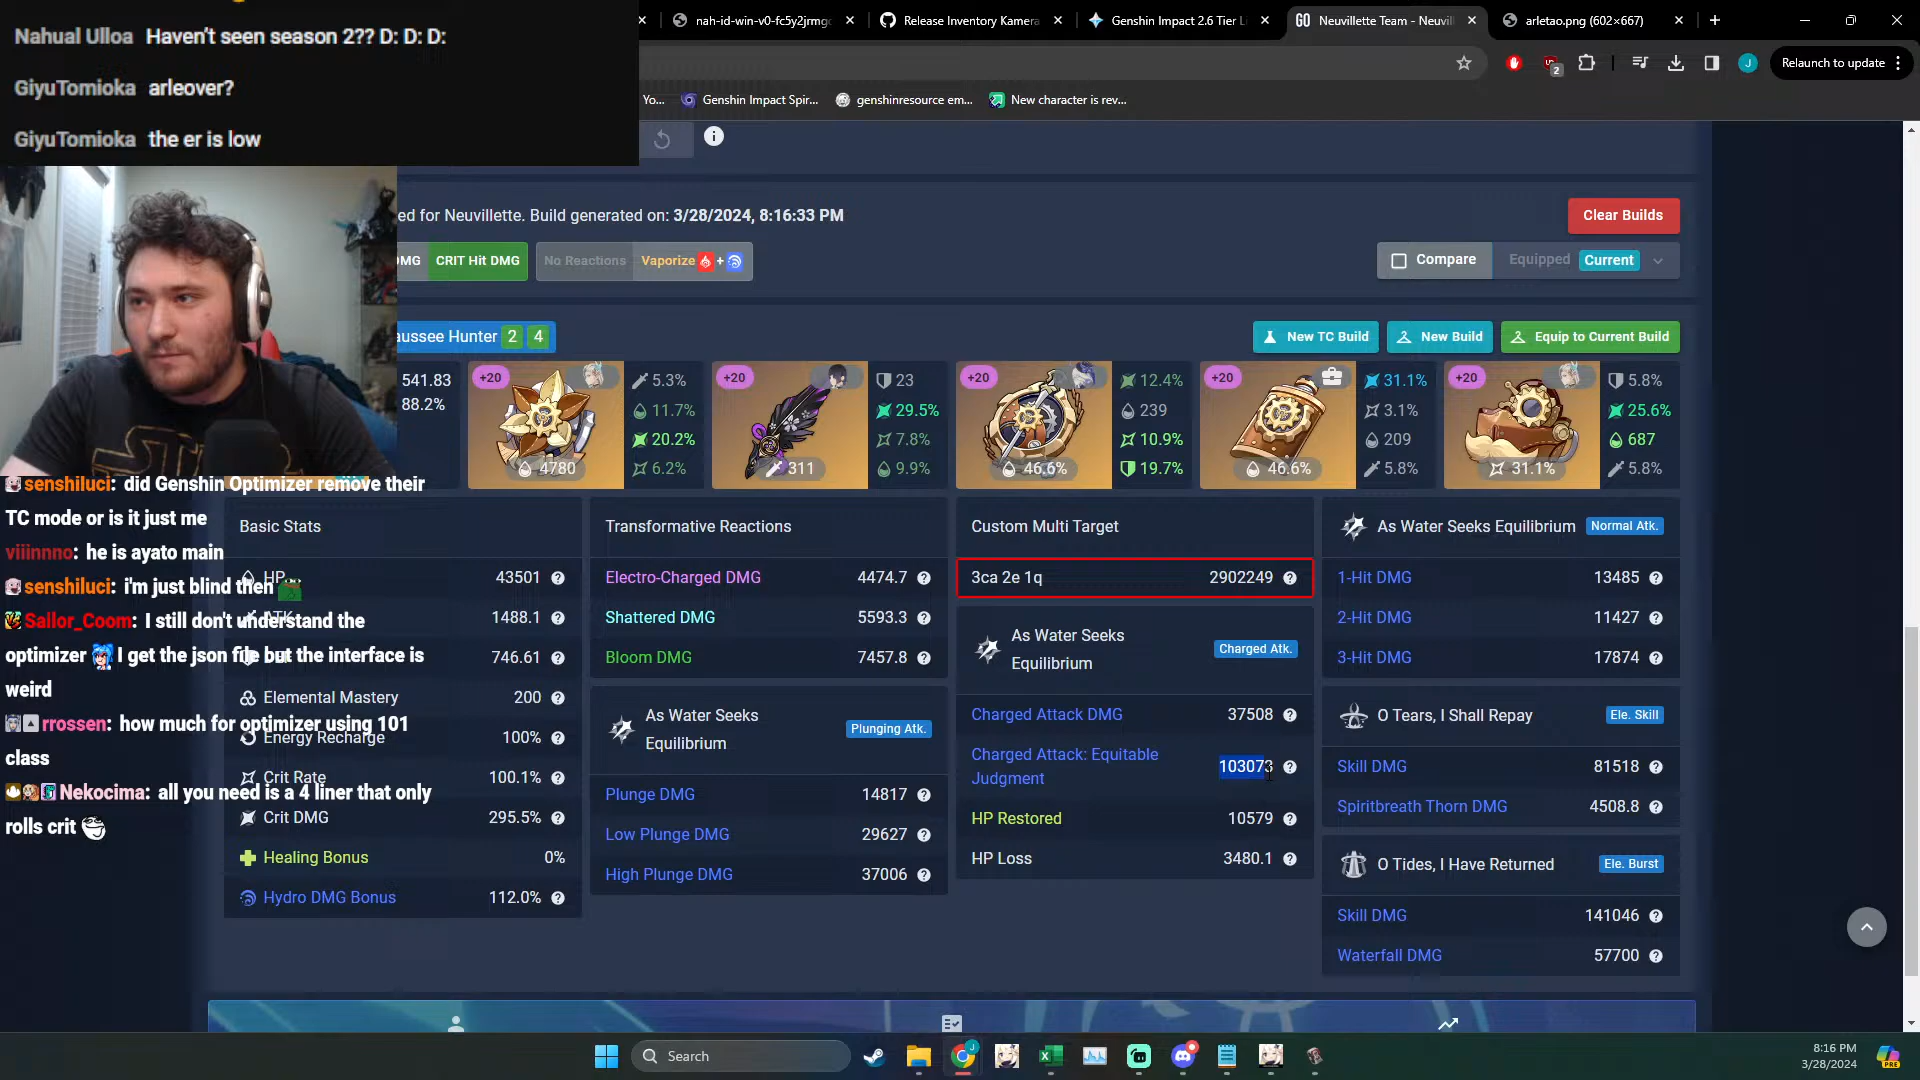 Nahual Ulloa Haven't seen season 2?? D: D: D:
GiyuTomioka arleover?
GiyuTomioka the er is low
nah-id-win-v0-fc5y2jrmg
Release Inventory Kamera
Genshin Impact 2.6 Tier Li
GO Neuvillette Team - Neuvil
arletao.png (602×667)
2
J
Relaunch to update
Yo...
Genshin Impact Spir...
genshinresource em...
New character is rev...
ed for Neuvillette. Build generated on: 3/28/2024, 8:16:33 PM
Clear Builds
DMG
CRIT Hit DMG
No Reactions
Vaporize +
Compare
Equipped Current
aussee Hunter 2 4
New TC Build
New Build
Equip to Current Build
541.83
88.2%
+20
4780
5.3%
11.7%
20.2%
6.2%
+20
311
23
29.5%
7.8%
9.9%
+20
46.6%
12.4%
239
10.9%
19.7%
+20
46.6%
31.1%
3.1%
209
5.8%
+20
31.1%
5.8%
25.6%
687
5.8%
senshiluci: did Genshin Optimizer remove their
TC mode or is it just me
viiinnno: he is ayato main
senshiluci: i'm just blind then
Sailor_Coom: I still don't understand the
optimizer I get the json file but the interface is
weird
rrossen: how much for optimizer using 101
class
Nekocima: all you need is a 4 liner that only
rolls crit
Basic Stats
HP 43501
1488.1
746.61
Elemental Mastery 200
Energy Recharge 100%
Crit Rate 100.1%
Crit DMG 295.5%
Healing Bonus 0%
Hydro DMG Bonus 112.0%
Transformative Reactions
Electro-Charged DMG 4474.7
Shattered DMG 5593.3
Bloom DMG 7457.8
As Water Seeks
Equilibrium
Plunging Atk.
Plunge DMG 14817
Low Plunge DMG 29627
High Plunge DMG 37006
Custom Multi Target
3ca 2e 1q 2902249
As Water Seeks
Equilibrium
Charged Atk.
Charged Attack DMG 37508
Charged Attack: Equitable
Judgment
103073
HP Restored 10579
HP Loss 3480.1
As Water Seeks Equilibrium Normal Atk.
1-Hit DMG 13485
2-Hit DMG 11427
3-Hit DMG 17874
O Tears, I Shall Repay Ele. Skill
Skill DMG 81518
Spiritbreath Thorn DMG 4508.8
O Tides, I Have Returned Ele. Burst
Skill DMG 141046
Waterfall DMG 57700
Search
8:16 PM
3/28/2024
PRE